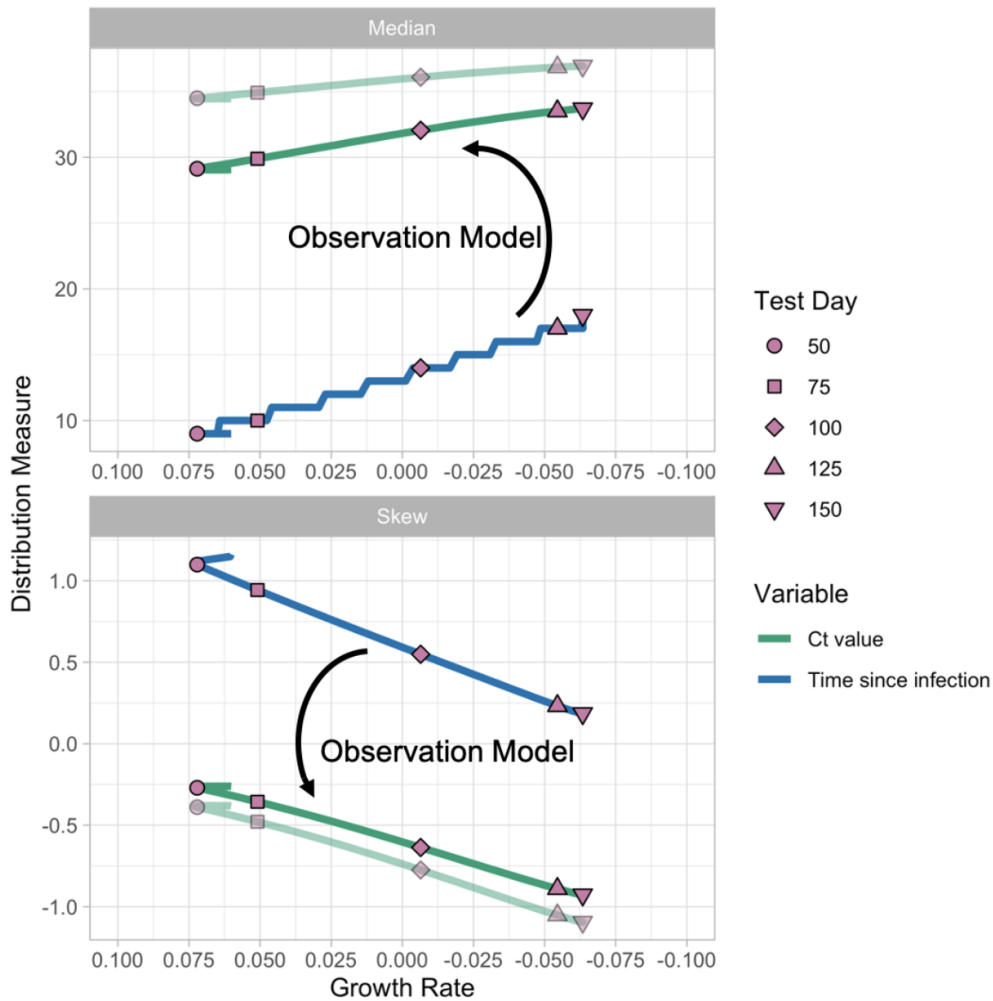 Median
30
20
10
Observation Model
0.100 0.075 0.050 0.025 0.000 -0.025 -0.050 -0.075 -0.100
Skew
1.0
0.5
0.0
-0.5
-1.0
Observation Model
0.100 0.075 0.050 0.025 0.000 -0.025 -0.050 -0.075 -0.100
Growth Rate
Distribution Measure
Test Day
50
75
100
125
150
Variable
Ct value
Time since infection